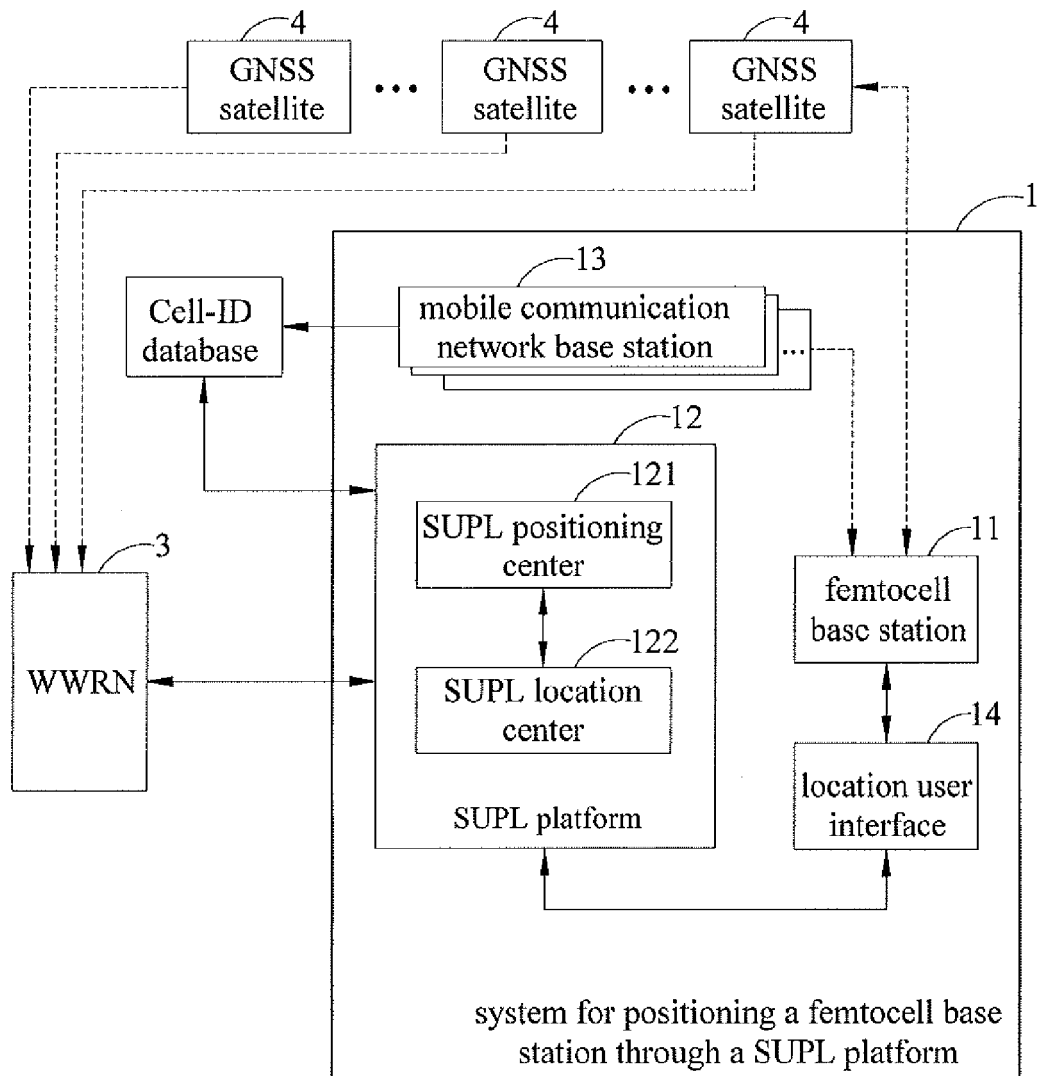 4
4
4
GNSS
satellite
GNSS
satellite
GNSS
satellite
1
13
Cell-ID
database
mobile communication
network base station
12
121
SUPL positioning
center
3
WWRN
122
SUPL location
center
11
femtocell
basc station
14
location user
interface
SUPL platform
system for positioning a femtocell base
station through a SUPL platform